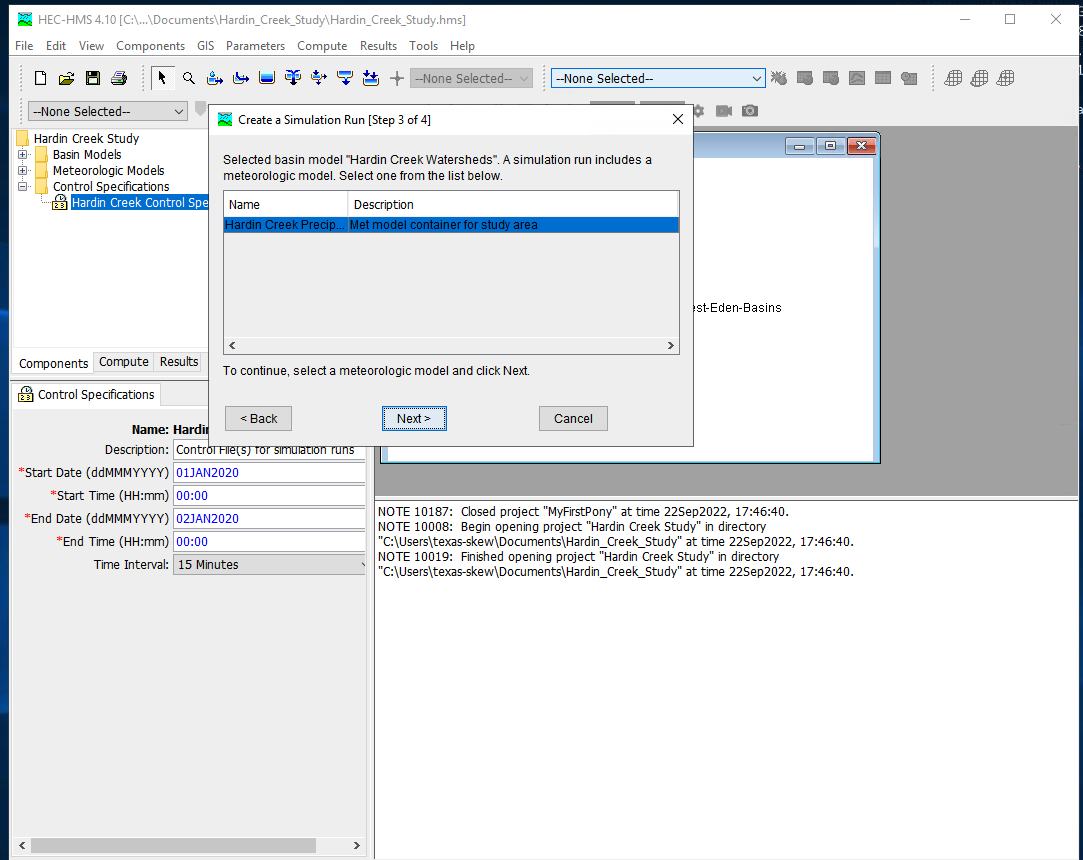 HEC-HMS 4.10 [C:\...\Documents\Hardin_Creek_Study\Hardin_Creek_Study.hms]
File Edit View Components GIS Parameters Compute Results Tools Help
--None Selected-- --None Selected--
--None Selected--
Create a Simulation Run [Step 3 of 4]
Selected basin model "Hardin Creek Watersheds". A simulation run includes a
meteorologic model. Select one from the list below.
Name Description
Hardin Creek Precip... Met model container for study area
To continue, select a meteorologic model and click Next.
< Back Next > Cancel
Hardin Creek Study
Basin Models
Meteorologic Models
Control Specifications
Hardin Creek Control Spe
est-Eden-Basins
Components Compute Results
Control Specifications
Name: Hardin
Description: Control File(s) for simulation runs
*Start Date (ddMMMYYYY) 01JAN2020
*Start Time (HH:mm) 00:00
*End Date (ddMMMYYYY) 02JAN2020
*End Time (HH:mm) 00:00
Time Interval: 15 Minutes
NOTE 10187: Closed project "MyFirstPony" at time 22Sep2022, 17:46:40.
NOTE 10008: Begin opening project "Hardin Creek Study" in directory
"C:\Users\texas-skew\Documents\Hardin_Creek_Study" at time 22Sep2022, 17:46:40.
NOTE 10019: Finished opening project "Hardin Creek Study" in directory
"C:\Users\texas-skew\Documents\Hardin_Creek_Study" at time 22Sep2022, 17:46:40.